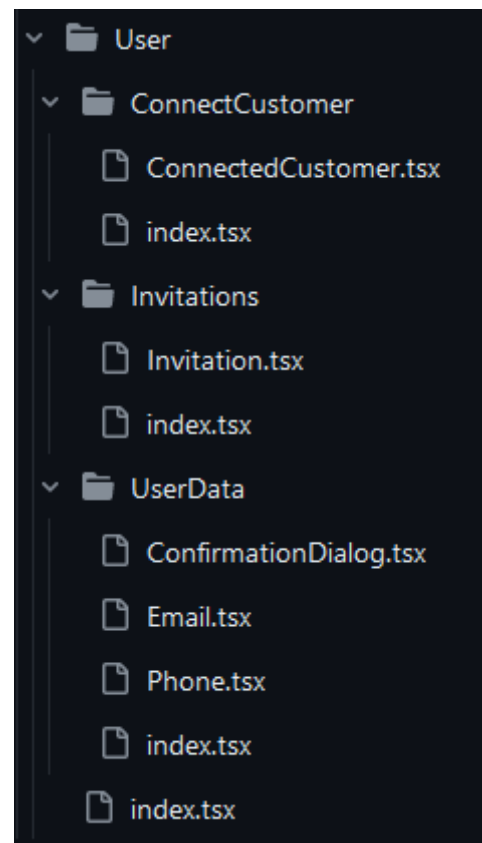 User
ConnectCustomer
ConnectedCustomer.tsx
index.tsx
Invitations
Invitation.tsx
index.tsx
UserData
ConfirmationDialog.tsx
Email.tsx
Phone.tsx
index.tsx
index.tsx